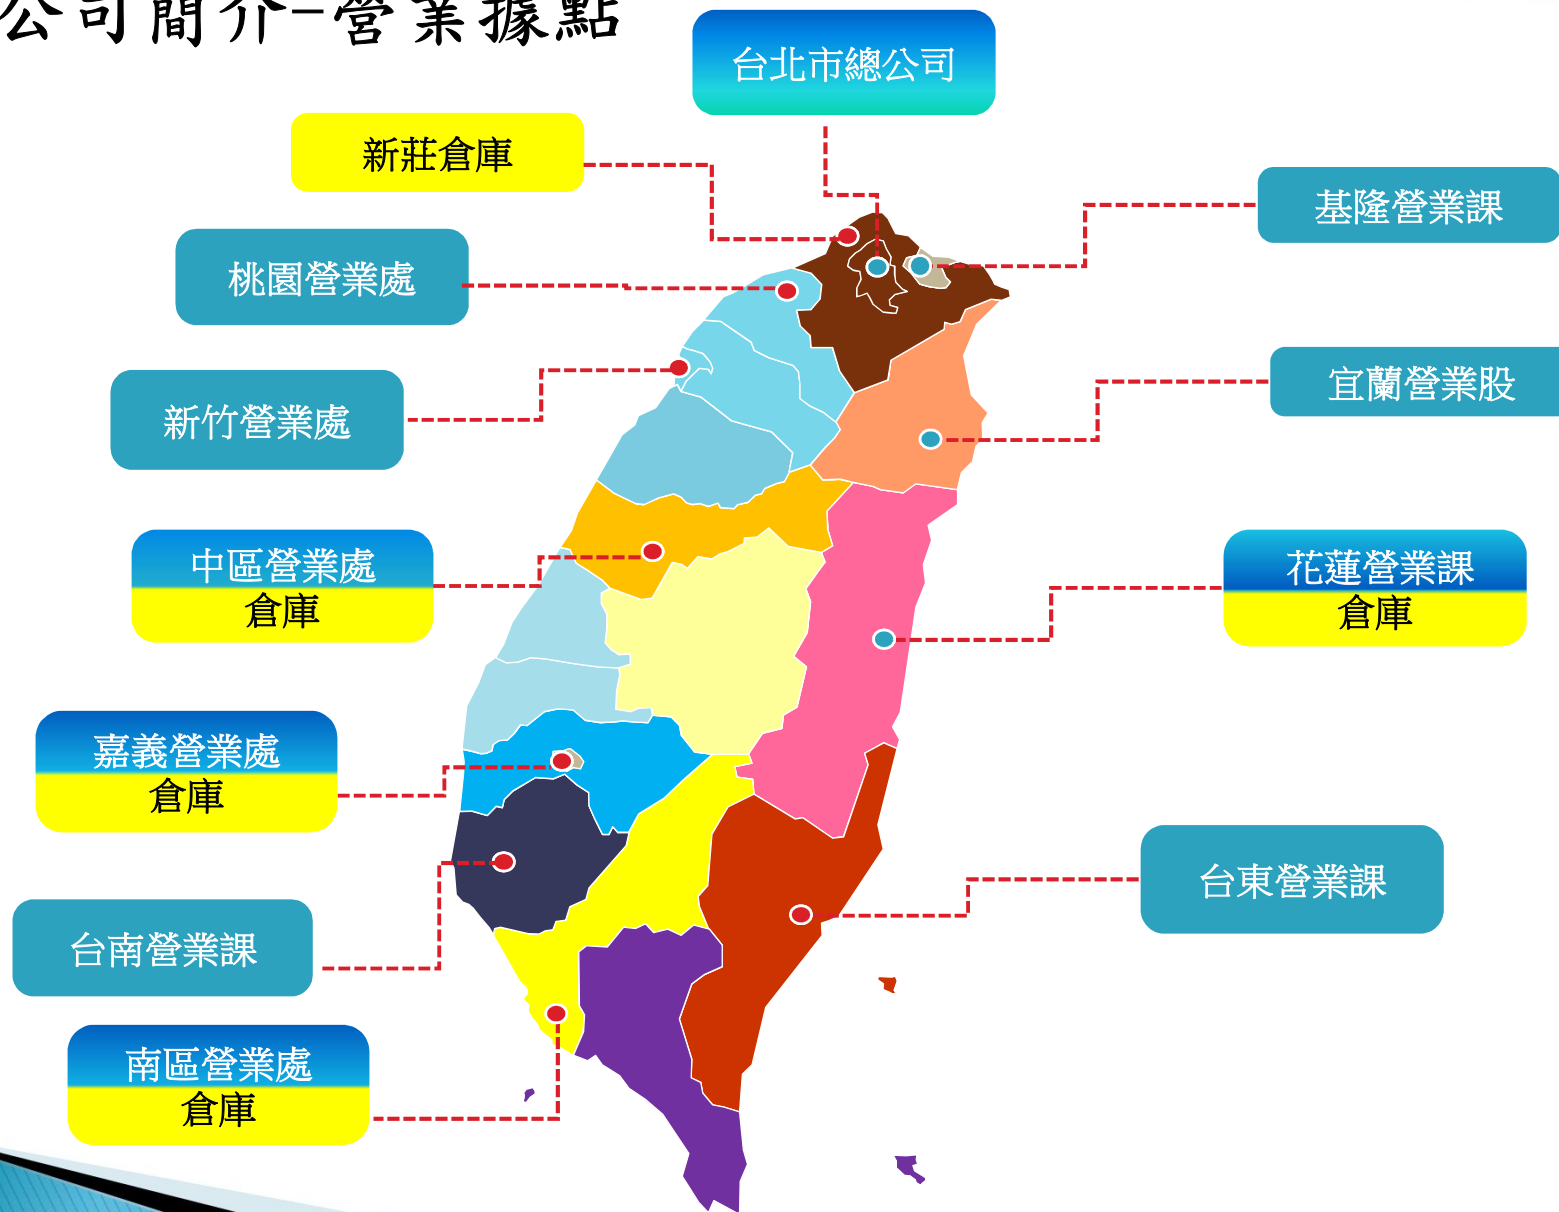 公司簡介-營業據點
台北市總公司
新莊倉庫
基隆營業課
桃園營業處
宜蘭營業股
新竹營業處
中區營業處
倉庫
花蓮營業課
倉庫
嘉義營業處
倉庫
台東營業課
台南營業課
南區營業處
倉庫